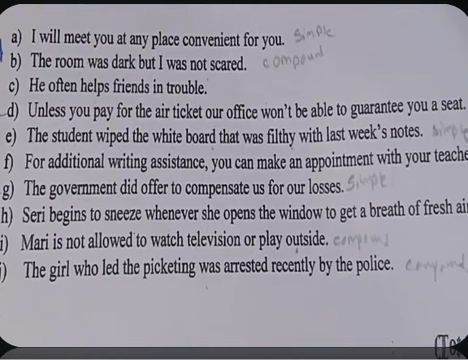 a) I will meet you at any place convenient for you. Simple
b) The room was dark but I was not scared. compound
c) He often helps friends in trouble.
d) Unless you pay for the air ticket our office won't be able to guarantee you a seat.
e) The student wiped the white board that was filthy with last week's notes. simple
f) For additional writing assistance, you can make an appointment with your teache
g) The government did offer to compensate us for our losses. Simple
h) Seri begins to sneeze whenever she opens the window to get a breath of fresh air
i) Mari is not allowed to watch television or play outside. compound
j) The girl who led the picketing was arrested recently by the police. compound